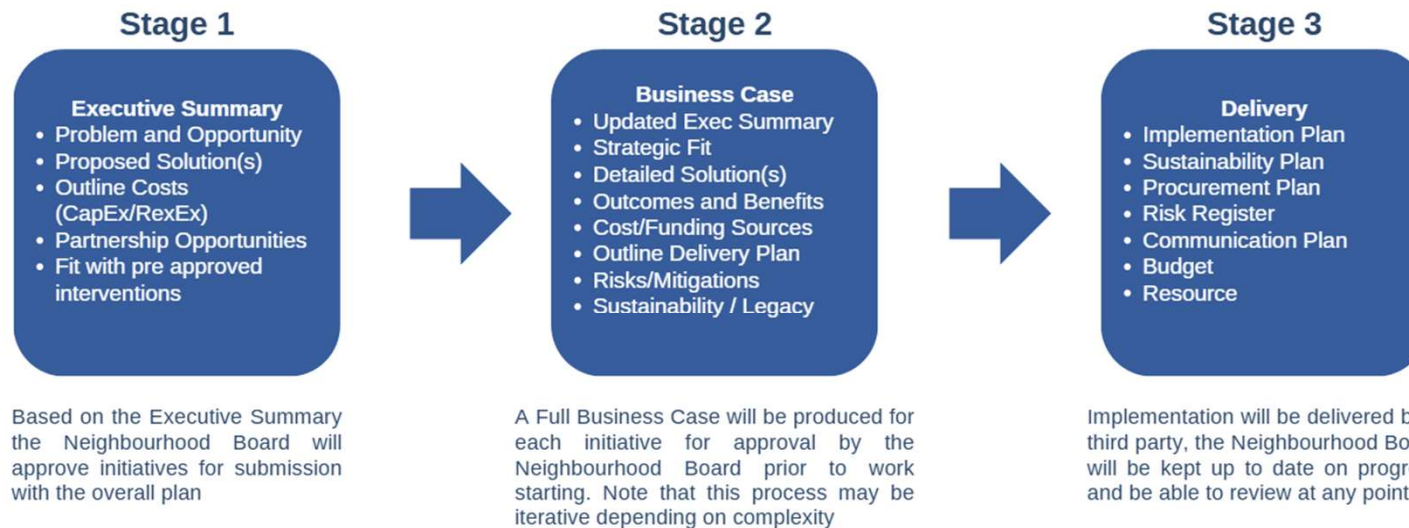 Stage 1
Executive Summary
• Problem and Opportunity
• Proposed Solution(s)
• Outline Costs
(CapEx/RexEx)
• Partnership Opportunities
• Fit with pre approved
interventions
Based on the Executive Summary
the Neighbourhood Board will
approve initiatives for submission
with the overall plan
Stage 2
Business Case
• Updated Exec Summary
• Strategic Fit
• Detailed Solution(s)
• Outcomes and Benefits
• Cost/Funding Sources
• Outline Delivery Plan
• Risks/Mitigations
• Sustainability / Legacy
A Full Business Case will be produced for
each initiative for approval by the
Neighbourhood Board prior to work
starting. Note that this process may be
iterative depending on complexity
Stage 3
Delivery
• Implementation Plan
• Sustainability Plan
• Procurement Plan
• Risk Register
• Communication Plan
• Budget
• Resource
Implementation will be delivered
third party, the Neighbourhood
will be kept up to date on
and be able to review at any point